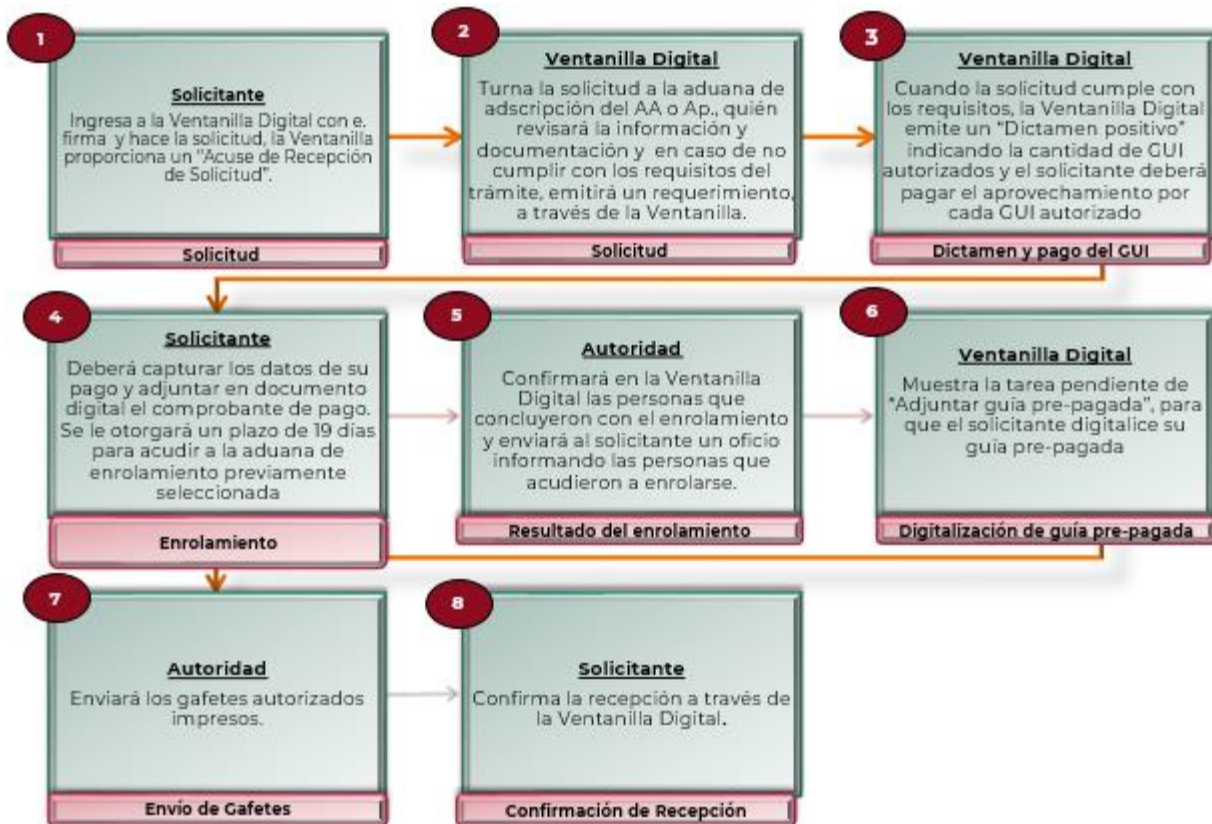 1
Solicitante
Ingresa a la Ventanilla Digital con e.
firma y hace la solicitud, la Ventanilla
proporciona un "Acuse de Recepción
de Solicitud".
Solicitud
2
Ventanilla Digital
Turna la solicitud a la aduana de
adscripción del AA o Ap., quién
revisará la información y
documentación y en caso de no
cumplir con los requisitos del
trámite, emitirá un requerimiento,
a través de la Ventanilla.
Solicitud
3
Ventanilla Digital
Cuando la solicitud cumple con
los requisitos, la Ventanilla Digital
emite un "Dictamen positivo"
indicando la cantidad de GUI
autorizados y el solicitante deberá
pagar el aprovechamiento por
cada GUI autorizado
Dictamen y pago del GUI
4
Solicitante
Deberá capturar los datos de su
pago y adjuntar en documento
digital el comprobante de pago.
Se le otorgará un plazo de 19 días
para acudir a la aduana de
enrolamiento previamente
seleccionada
Enrolamiento
5
Autoridad
Confirmará en la Ventanilla
Digital las personas que
concluyeron con el enrolamiento
y enviará al solicitante un oficio
informando las personas que
acudieron a enrolarse.
Resultado del enrolamiento
6
Ventanilla Digital
Muestra la tarea pendiente de
"Adjuntar guía pre-pagada", para
que el solicitante digitalice su
guía pre-pagada
Digitalización de guía pre-pagada
7
Autoridad
Enviará los gafetes autorizados
impresos.
Envío de Gafetes
8
Solicitante
Confirma la recepción a través de
la Ventanilla Digital.
Confirmación de Recepción